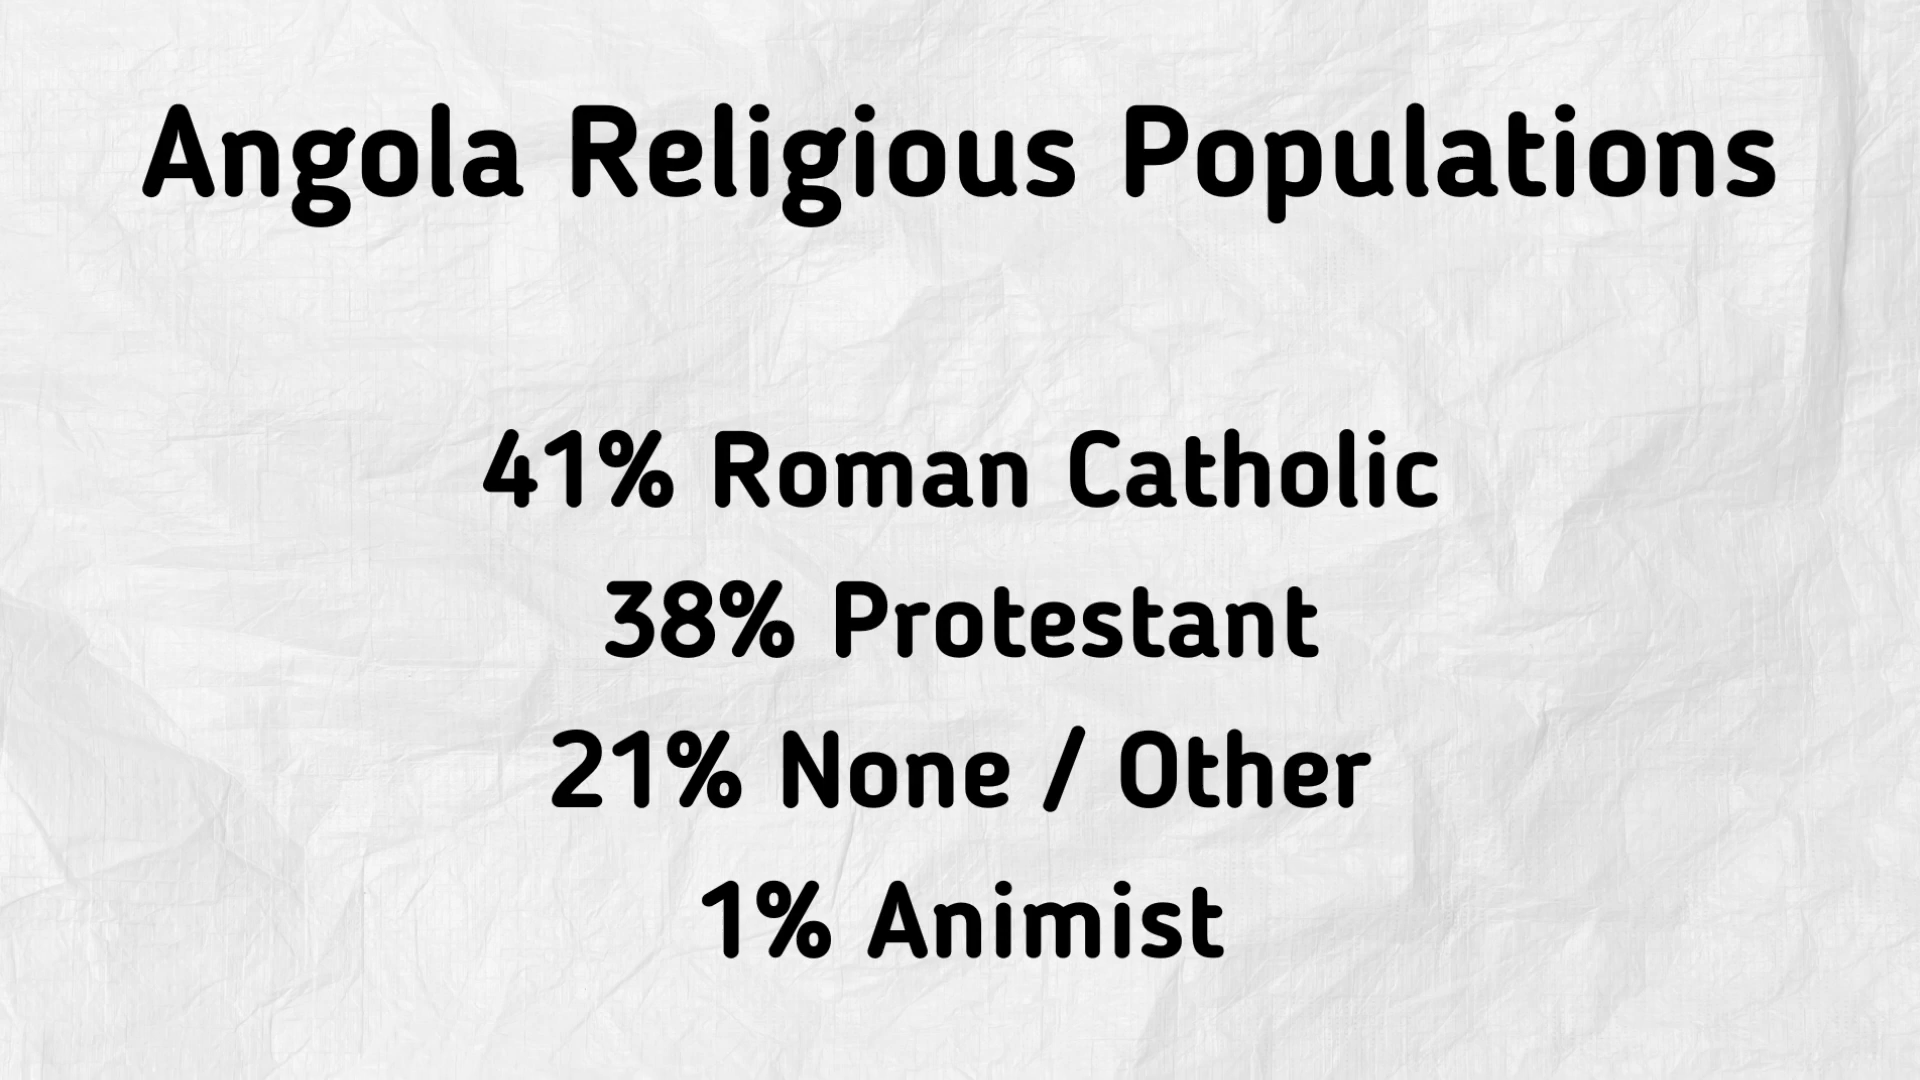 Angola Religious Populations
41% Roman Catholic
38% Protestant
21% None / Other
1% Animist